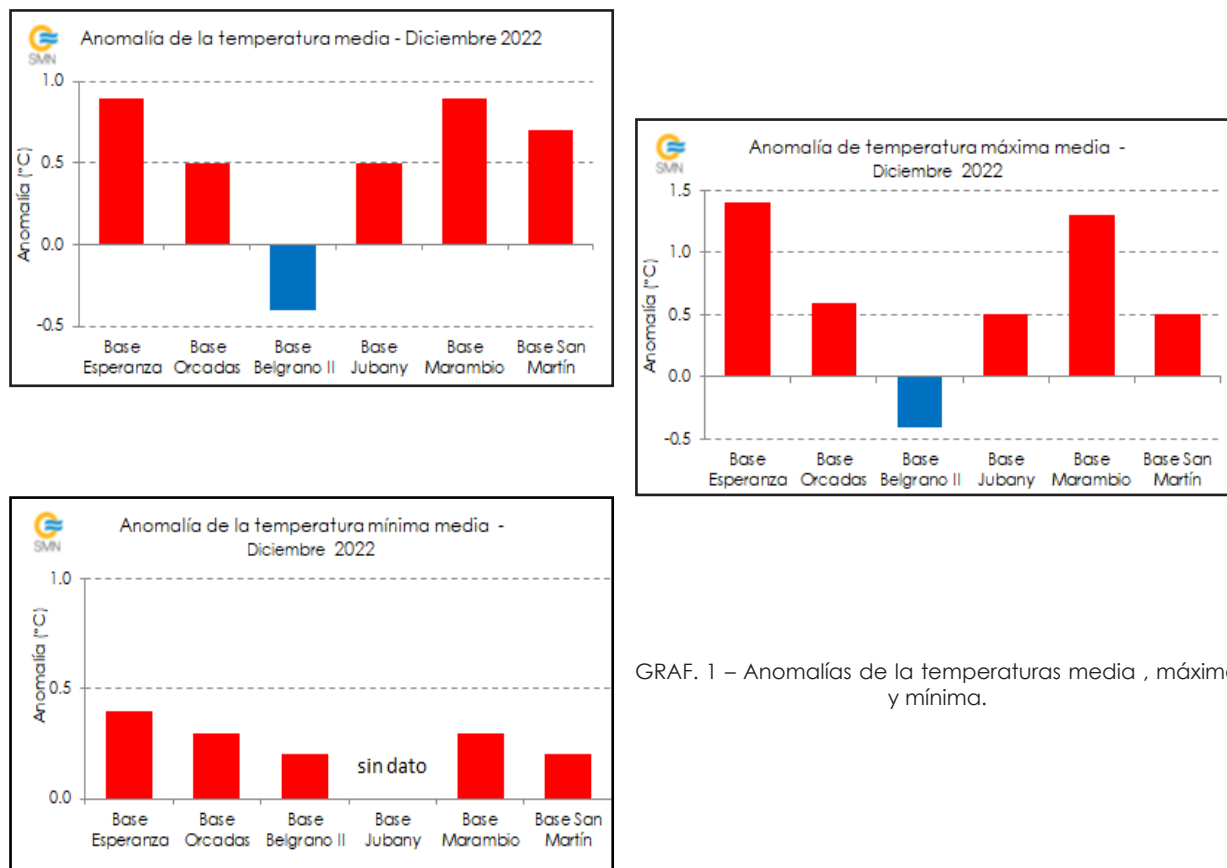 SMN
Anomalía de la temperatura media - Diciembre 2022
Anomalía (°C)
1.0
0.5
0.0
-0.5
Base Esperanza
Base Orcadas
Base Belgrano II
Base Jubany
Base Marambio
Base San Martín
SMN
Anomalía de temperatura máxima media -
Diciembre 2022
Anomalía (°C)
1.5
1.0
0.5
0.0
-0.5
Base Esperanza
Base Orcadas
Base Belgrano II
Base Jubany
Base Marambio
Base San Martín
SMN
Anomalía de la temperatura mínima media -
Diciembre 2022
Anomalía (°C)
1.0
0.5
0.0
sin dato
Base Esperanza
Base Orcadas
Base Belgrano II
Base Jubany
Base Marambio
Base San Martín
GRAF. 1 – Anomalías de la temperaturas media , máxima
y mínima.